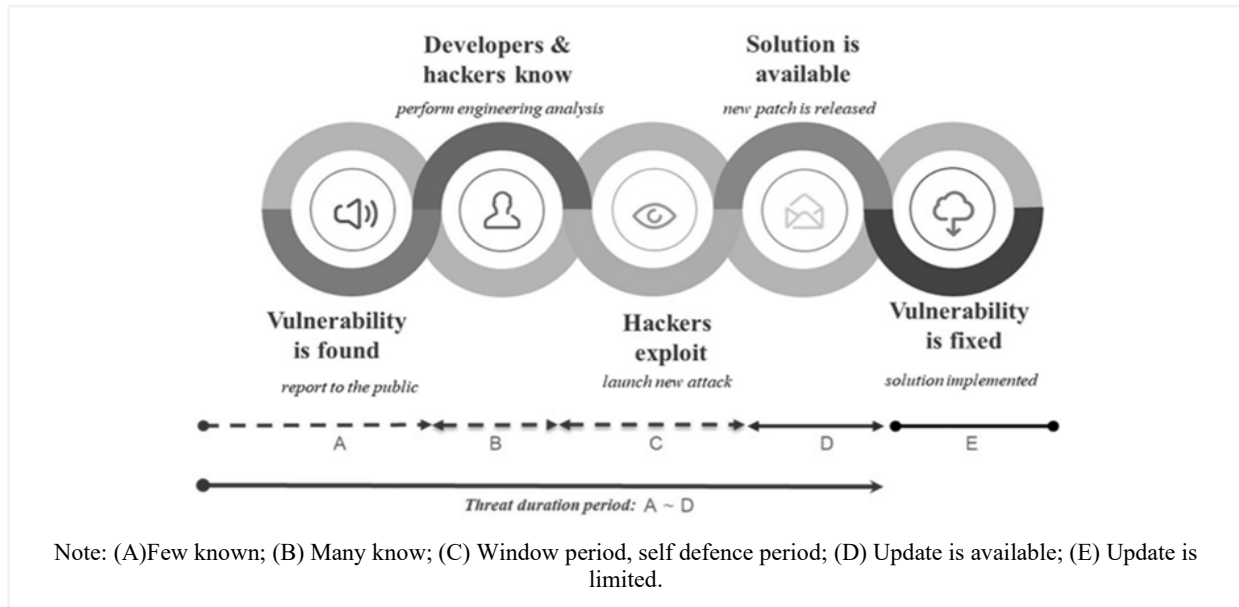 Developers &
hackers know
perform engineering analysis
Solution is
available
new patch is released
Vulnerability
is found
report to the public
Hackers
exploit
launch new attack
Vulnerability
is fixed
solution implemented
A
B
C
D
E
Threat duration period: A ~ D
Note: (A)Few known; (B) Many know; (C) Window period, self defence period; (D) Update is available; (E) Update is
limited.